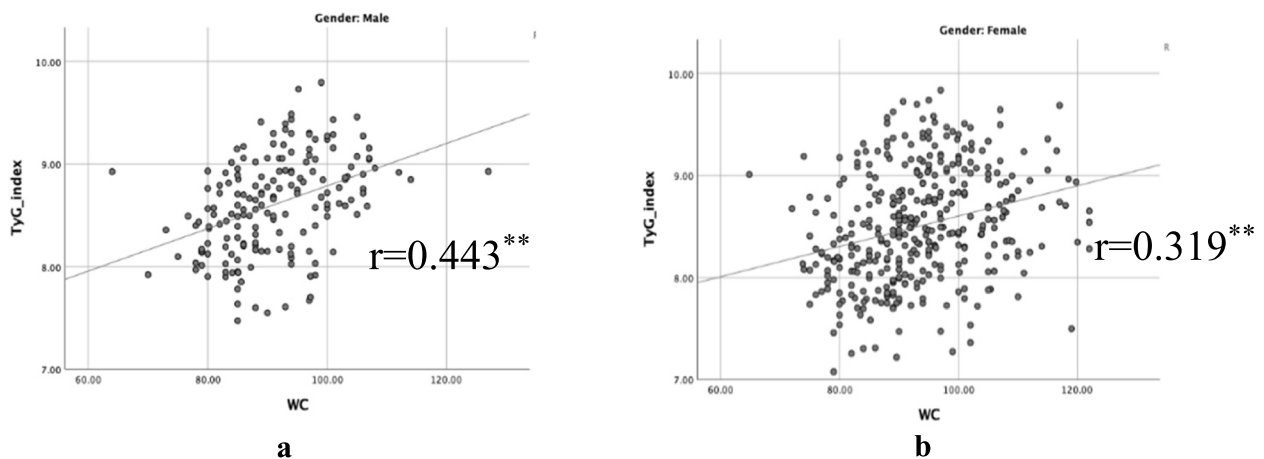 Gender: Male
10.00
9.00
8.00
7.00
TyG_index
60.00 80.00 100.00 120.00
WC
r=0.443**
a
Gender: Female
R
10.00
9.00
8.00
7.00
TyG_index
60.00 80.00 100.00 120.00
WC
r=0.319**
b